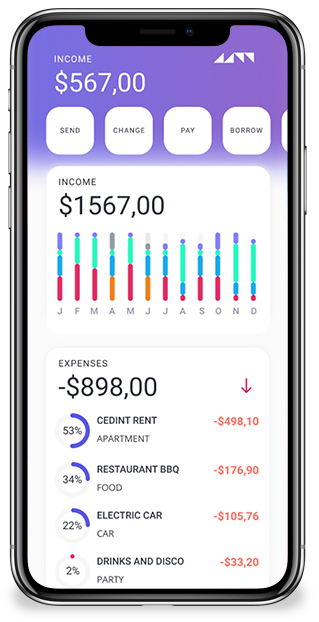 INCOME
$567,00
SEND
CHANGE
PAY
BORROW
INCOME
$1567,00
J F M A M J J A S O N D
EXPENSES
-$898,00
53%
CEDINT RENT
-$498,10
APARTMENT
34%
RESTAURANT BBQ
-$176,90
FOOD
22%
ELECTRIC CAR
-$105,76
CAR
2%
DRINKS AND DISCO
-$33,20
PARTY